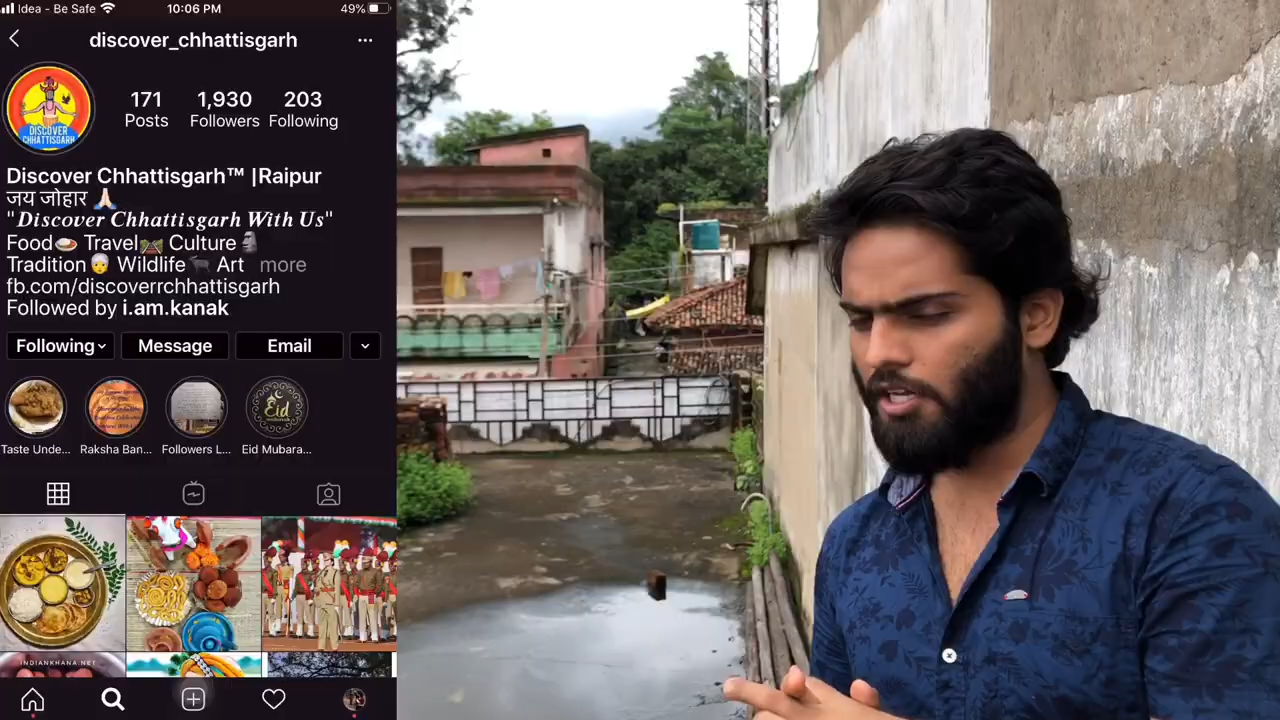 Idea - Be Safe
10:06 PM
49%
discover_chhattisgarh
171 1,930 203
Posts Followers Following
DISCOVER
CHHATTISGARH
Discover Chhattisgarh™ |Raipur
जय जोहार
"Discover Chhattisgarh With Us"
Food Travel Culture
Tradition Wildlife Art more
fb.com/discoverrchhattisgarh
Followed by i.am.kanak
Following Message Email
Eid
Taste Unde... Raksha Ban... Followers L... Eid Mubara...
INDIANKHANA.NET